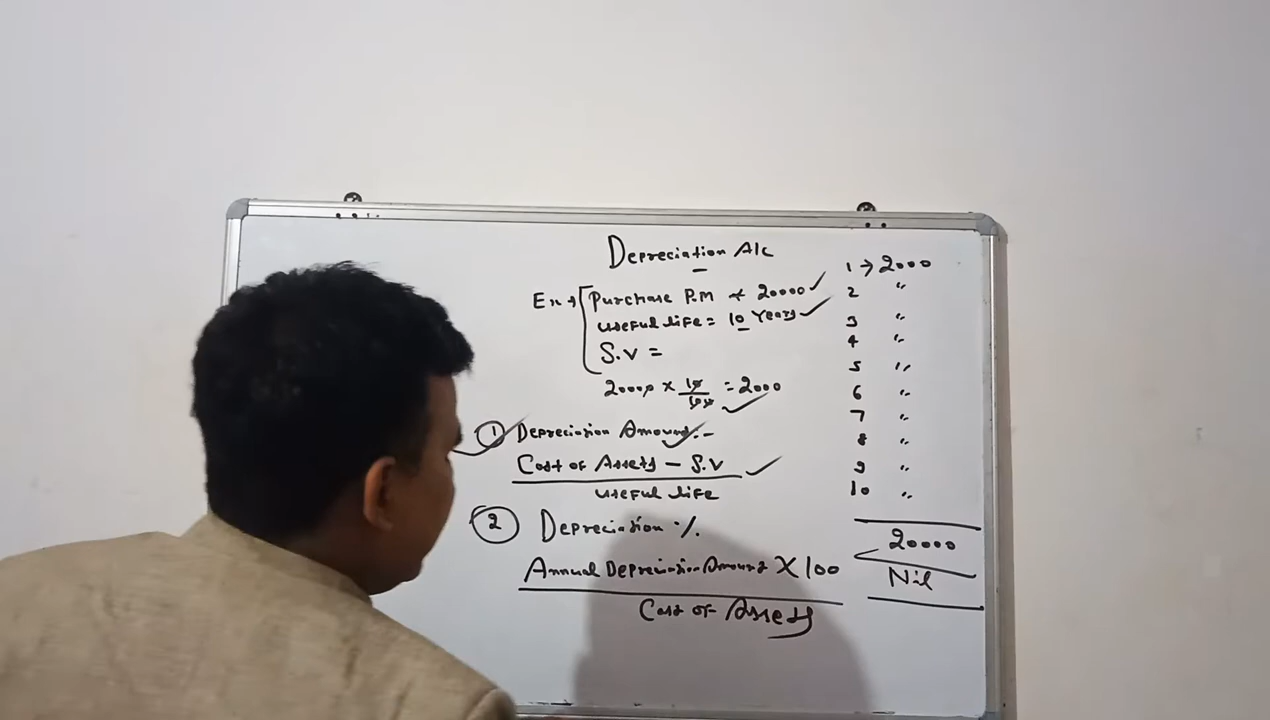 Depreciation A/c
Ex → Purchase P.M → 20000 ✓
useful life = 10 Years ✓
S.V =
20000 × 10/100 = 2000 ✓
① Depreciation Amount :-
Cost of Assets - S.V ✓
useful life
② Depreciation %
Annual Depreciation Amount × 100
Cost of Assets
1 → 2000
2 "
3 "
4 "
5 "
6 "
7 "
8 "
9 "
10 "
20000
Nil